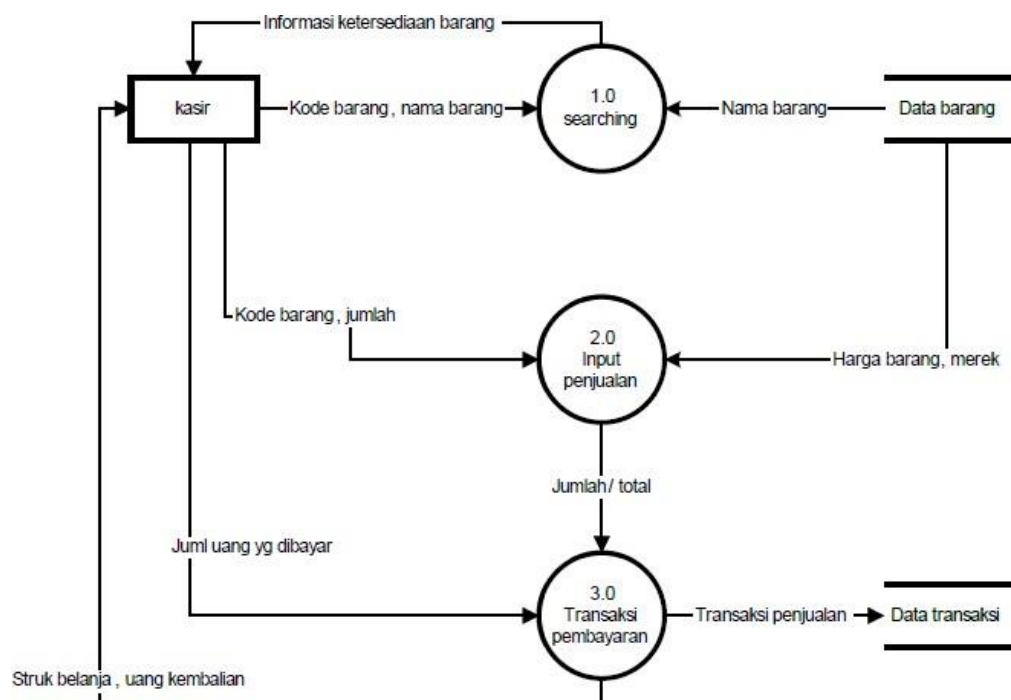 Informasi ketersediaan barang
kasir
Kode barang , nama barang
1.0
searching
Nama barang
Data barang
Kode barang , jumlah
2.0
Input
penjualan
Harga barang, merek
Jumlah / total
Juml uang yg dibayar
3.0
Transaksi
pembayaran
Transaksi penjualan
Data transaksi
Struk belanja , uang kembalian